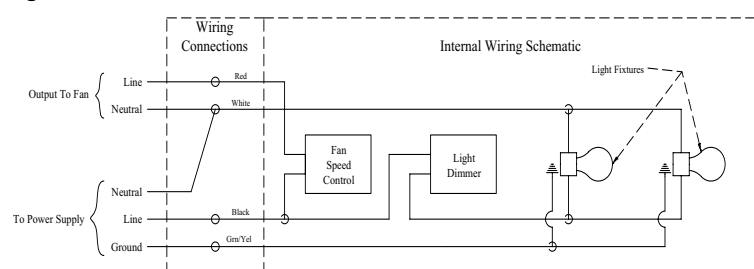 Wiring
Connections
Internal Wiring Schematic
Light Fixtures
Output To Fan
Line
Red
Neutral
White
Fan
Speed
Control
Light
Dimmer
To Power Supply
Neutral
Line
Black
Ground
Grn/Yel